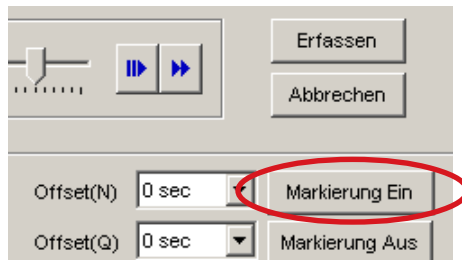 Erfassen
Abbrechen
Offset(N) 0 sec Markierung Ein
Offset(Q) 0 sec Markierung Aus